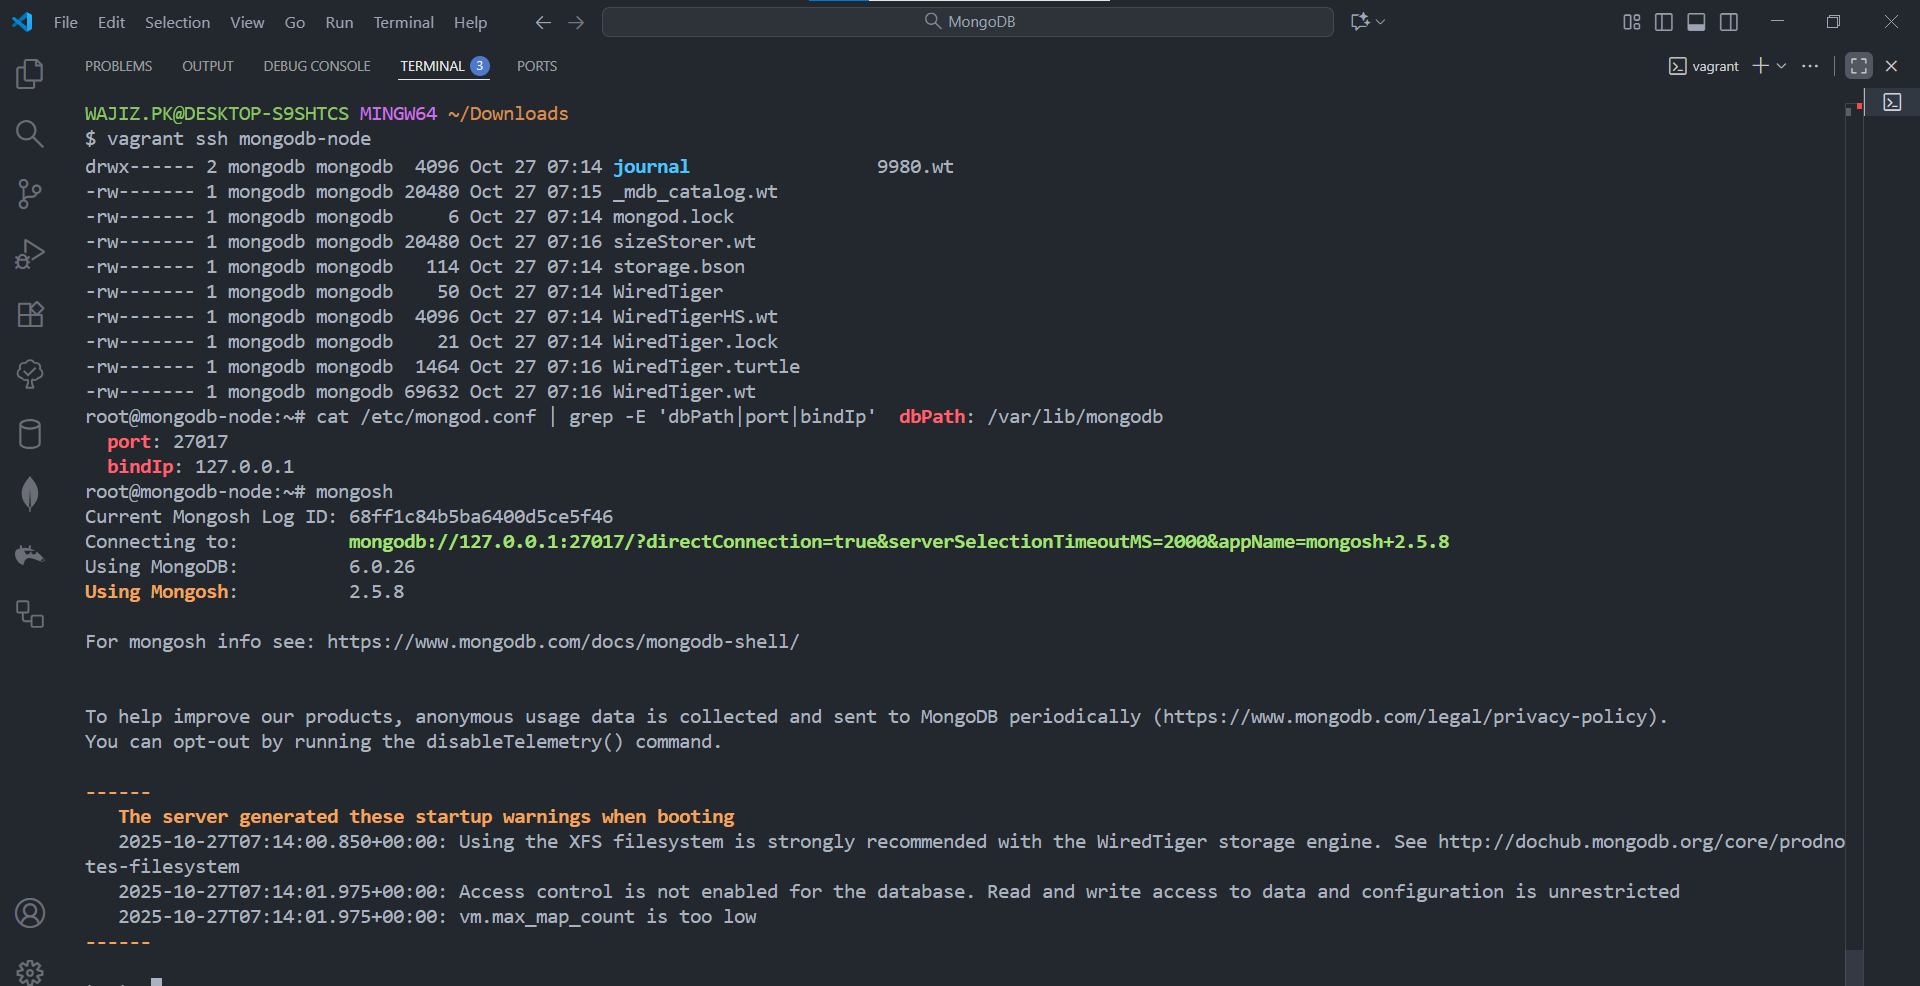 File Edit Selection View Go Run Terminal Help MongoDB
PROBLEMS OUTPUT DEBUG CONSOLE TERMINAL 3 PORTS vagrant
WAJIZ.PK@DESKTOP-S9SHTCS MINGW64 ~/Downloads
$ vagrant ssh mongodb-node
drwx------ 2 mongodb mongodb  4096 Oct 27 07:14 journal                 9980.wt
-rw------- 1 mongodb mongodb 20480 Oct 27 07:15 _mdb_catalog.wt
-rw------- 1 mongodb mongodb     6 Oct 27 07:14 mongod.lock
-rw------- 1 mongodb mongodb 20480 Oct 27 07:16 sizeStorer.wt
-rw------- 1 mongodb mongodb   114 Oct 27 07:14 storage.bson
-rw------- 1 mongodb mongodb    50 Oct 27 07:14 WiredTiger
-rw------- 1 mongodb mongodb  4096 Oct 27 07:14 WiredTigerHS.wt
-rw------- 1 mongodb mongodb    21 Oct 27 07:14 WiredTiger.lock
-rw------- 1 mongodb mongodb  1464 Oct 27 07:16 WiredTiger.turtle
-rw------- 1 mongodb mongodb 69632 Oct 27 07:16 WiredTiger.wt
root@mongodb-node:~# cat /etc/mongod.conf | grep -E 'dbPath|port|bindIp'  dbPath: /var/lib/mongodb
  port: 27017
  bindIp: 127.0.0.1
root@mongodb-node:~# mongosh
Current Mongosh Log ID: 68ff1c84b5ba6400d5ce5f46
Connecting to:          mongodb://127.0.0.1:27017/?directConnection=true&serverSelectionTimeoutMS=2000&appName=mongosh+2.5.8
Using MongoDB:          6.0.26
Using Mongosh:          2.5.8
For mongosh info see: https://www.mongodb.com/docs/mongodb-shell/
To help improve our products, anonymous usage data is collected and sent to MongoDB periodically (https://www.mongodb.com/legal/privacy-policy).
You can opt-out by running the disableTelemetry() command.
------
   The server generated these startup warnings when booting
   2025-10-27T07:14:00.850+00:00: Using the XFS filesystem is strongly recommended with the WiredTiger storage engine. See http://dochub.mongodb.org/core/prodno
tes-filesystem
   2025-10-27T07:14:01.975+00:00: Access control is not enabled for the database. Read and write access to data and configuration is unrestricted
   2025-10-27T07:14:01.975+00:00: vm.max_map_count is too low
------